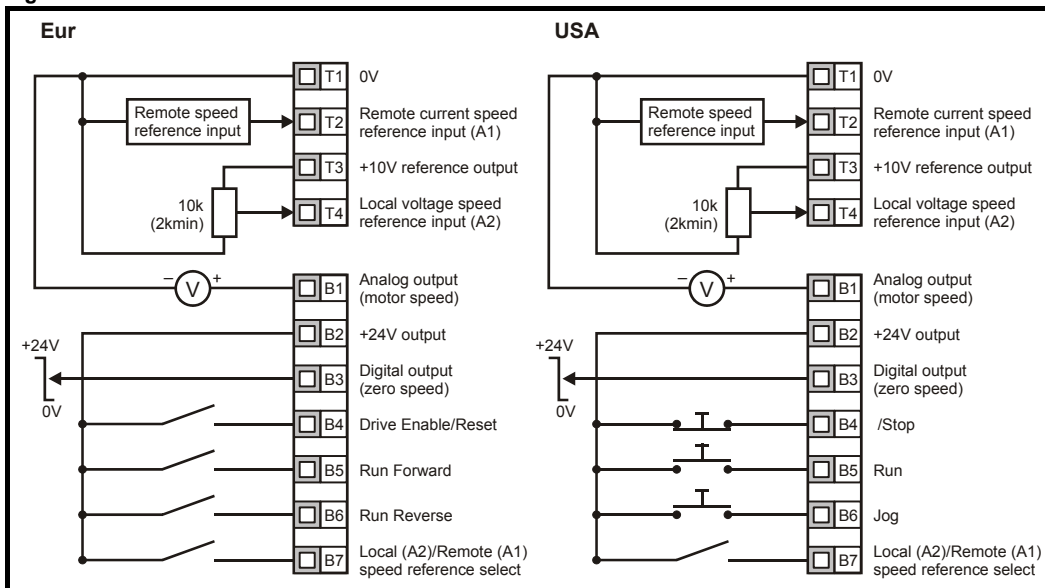 Eur
T1 0V
Remote speed
reference input
T2 Remote current speed
reference input (A1)
T3 +10V reference output
10k
(2kmin)
T4 Local voltage speed
reference input (A2)
– V +
B1 Analog output
(motor speed)
B2 +24V output
+24V
0V
B3 Digital output
(zero speed)
B4 Drive Enable/Reset
B5 Run Forward
B6 Run Reverse
B7 Local (A2)/Remote (A1)
speed reference select
USA
T1 0V
Remote speed
reference input
T2 Remote current speed
reference input (A1)
T3 +10V reference output
10k
(2kmin)
T4 Local voltage speed
reference input (A2)
– V +
B1 Analog output
(motor speed)
B2 +24V output
+24V
0V
B3 Digital output
(zero speed)
B4 /Stop
B5 Run
B6 Jog
B7 Local (A2)/Remote (A1)
speed reference select